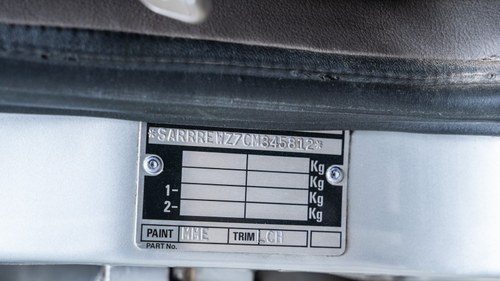 *SARRREWZ7CM345812*
Kg
Kg
1- Kg
2- Kg
PAINT MME TRIM LCH
PART No.